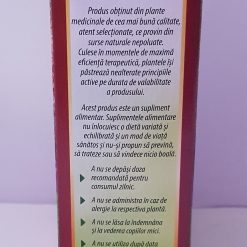 Produs obținut din plante
medicinale de cea mai bună calitate,
atent selecționate, ce provin din
surse naturale nepoluate.
Culese în momentele de maximă
eficiență terapeutică, plantele își
păstrează nealterate principiile
active pe durata de valabilitate
a produsului.
Acest produs este un supliment
alimentar. Suplimentele alimentare
nu înlocuiesc o dietă variată și
echilibrată și un mod de viață
sănătos și nu-și propun să prevină,
să trateze sau să vindece nicio boală.
A nu se depăși doza
recomandată pentru
consumul zilnic.
A nu se administra în caz de
alergie la respectiva plantă.
A nu se lăsa la îndemâna
și la vederea copiilor mici.
A nu se utiliza după data